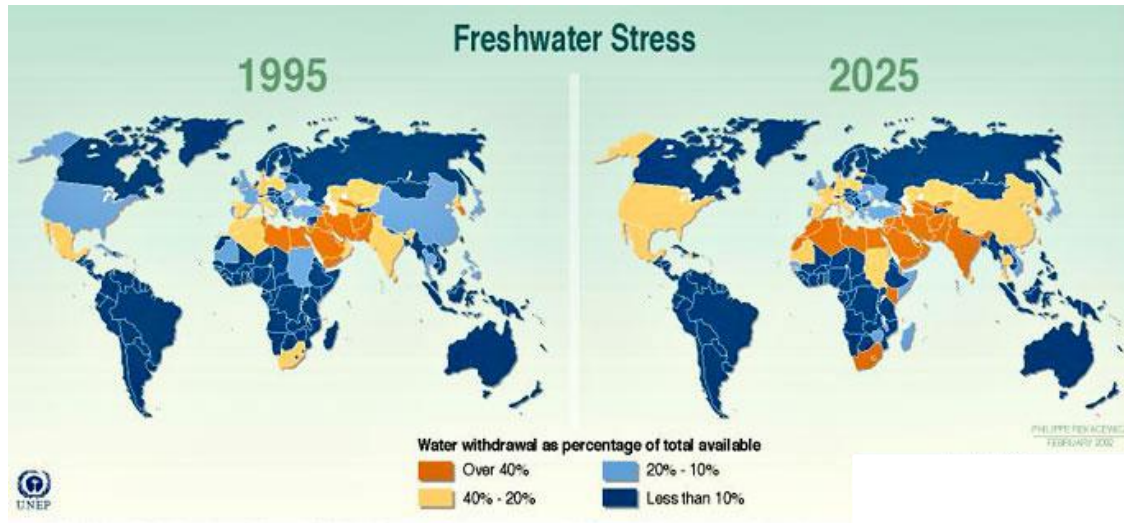 Freshwater Stress
1995
2025
Water withdrawal as percentage of total available
Over 40%
40% - 20%
20% - 10%
Less than 10%
UNEP
PHILIPPE REKACEWICZ
FEBRUARY 2002